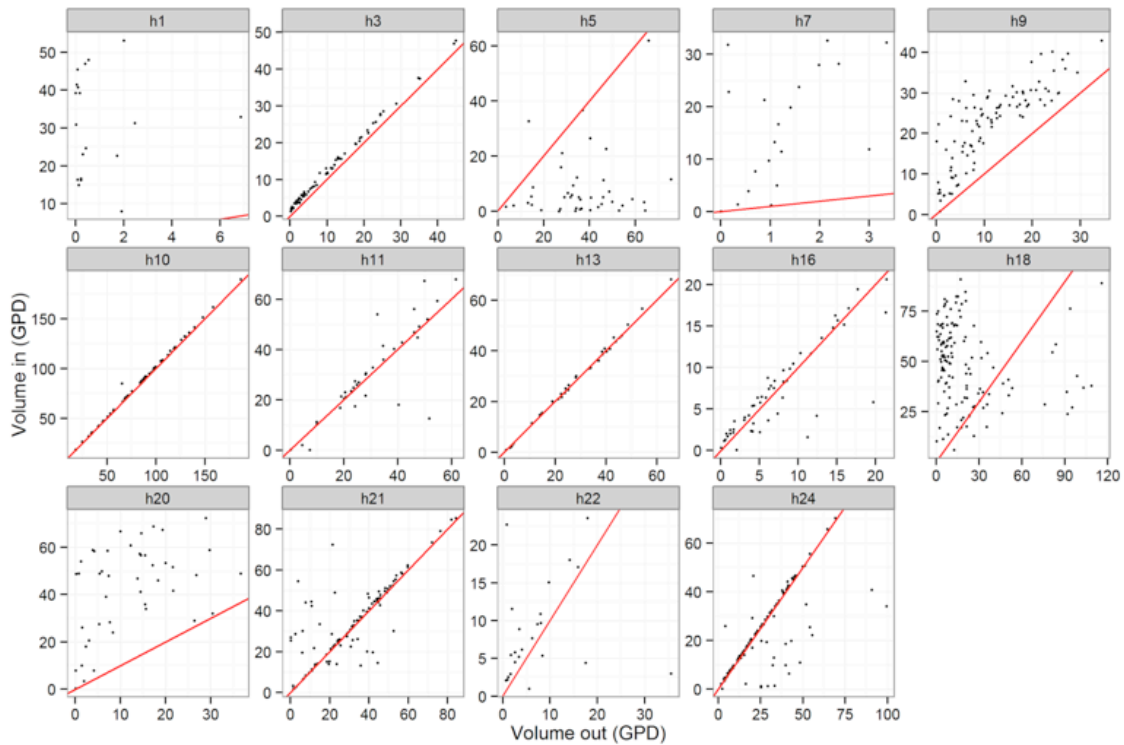 h1 h3 h5 h7 h9
50 40 30 20 10
50 40 30 20 10 0
60 40 20 0
30 20 10 0
40 30 20 10 0
0 2 4 6
0 15 30 45
0 20 40 60
0 1 2 3
0 10 20 30
h10 h11 h13 h16 h18
150 100 50
60 40 20 0
60 40 20 0
20 15 10 5 0
75 50 25
50 100 150
0 10 20 30 40 50 60
0 20 40 60
0 5 10 15 20
0 30 60 90 120
h20 h21 h22 h24
60 40 20 0
80 60 40 20 0
20 15 10 5 0
60 40 20 0
0 10 20 30
0 20 40 60 80
0 10 20 30
0 25 50 75 100
Volume in (GPD)
Volume out (GPD)